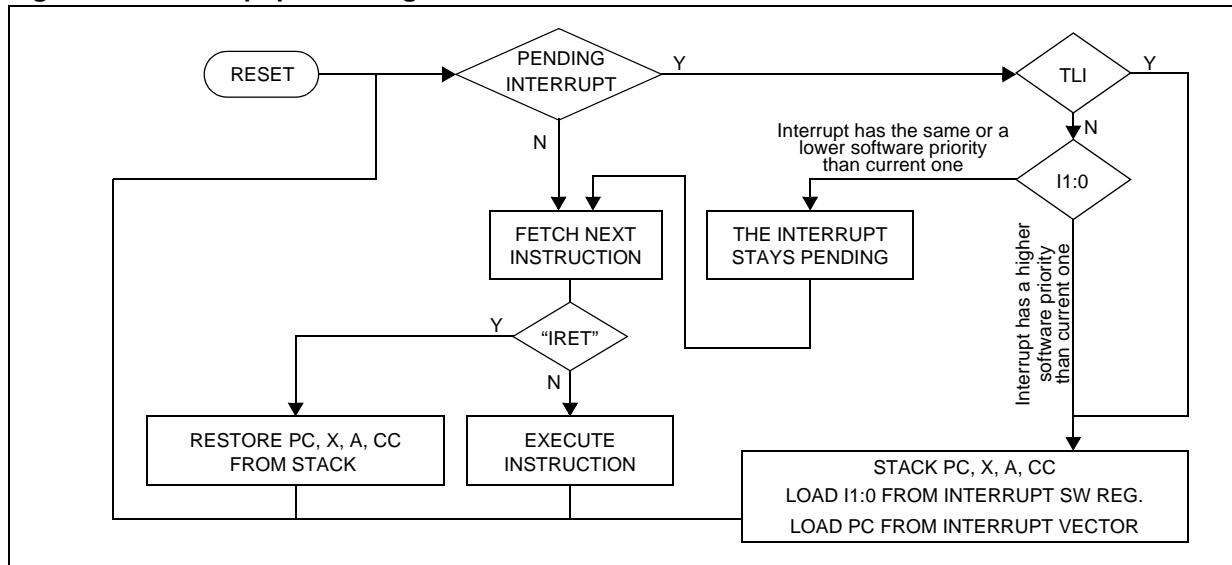 RESET
PENDING
INTERRUPT
Y
TLI
Y
N
N
Interrupt has the same or a
lower software priority
than current one
I1:0
FETCH NEXT
INSTRUCTION
THE INTERRUPT
STAYS PENDING
Interrupt has a higher
software priority
than current one
Y
“IRET”
N
RESTORE PC, X, A, CC
FROM STACK
EXECUTE
INSTRUCTION
STACK PC, X, A, CC
LOAD I1:0 FROM INTERRUPT SW REG.
LOAD PC FROM INTERRUPT VECTOR